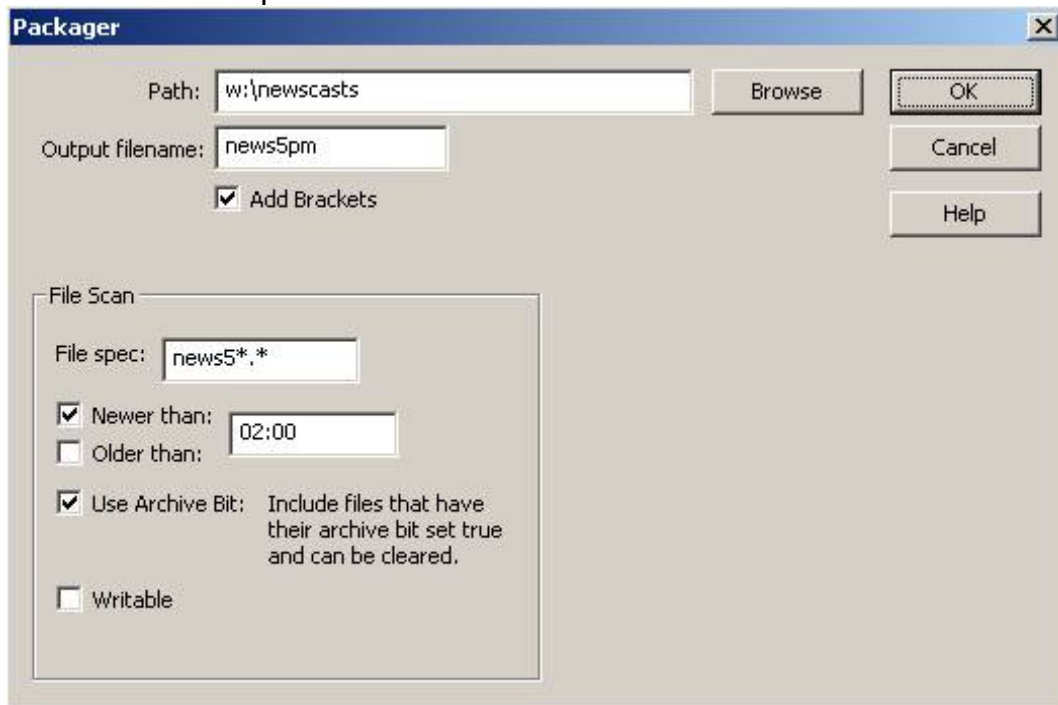 Packager
Path: w:\newscasts Browse OK
Output filename: news5pm Cancel
Add Brackets
Help
File Scan
File spec: news5*.*
Newer than: 02:00
Older than:
Use Archive Bit: Include files that have
their archive bit set true
and can be cleared.
Writable